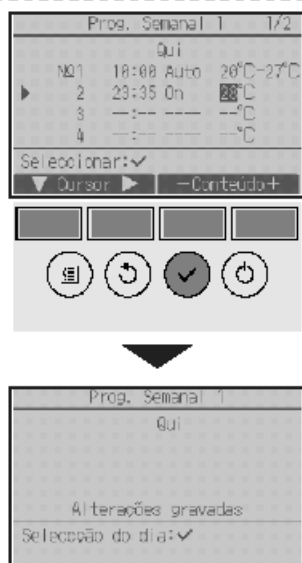 Prog. Semanal 1 1/2
Qui
Nº1 10:00 Auto 20°C-27°C
2 23:35 On 28°C
3 --:-- ---- --°C
4 --:-- ---- --°C
Seleccionar:✓
▼ Cursor ▶ －Conteúdo＋
Prog. Semanal 1
Qui
Alterações gravadas
Selecção do dia:✓